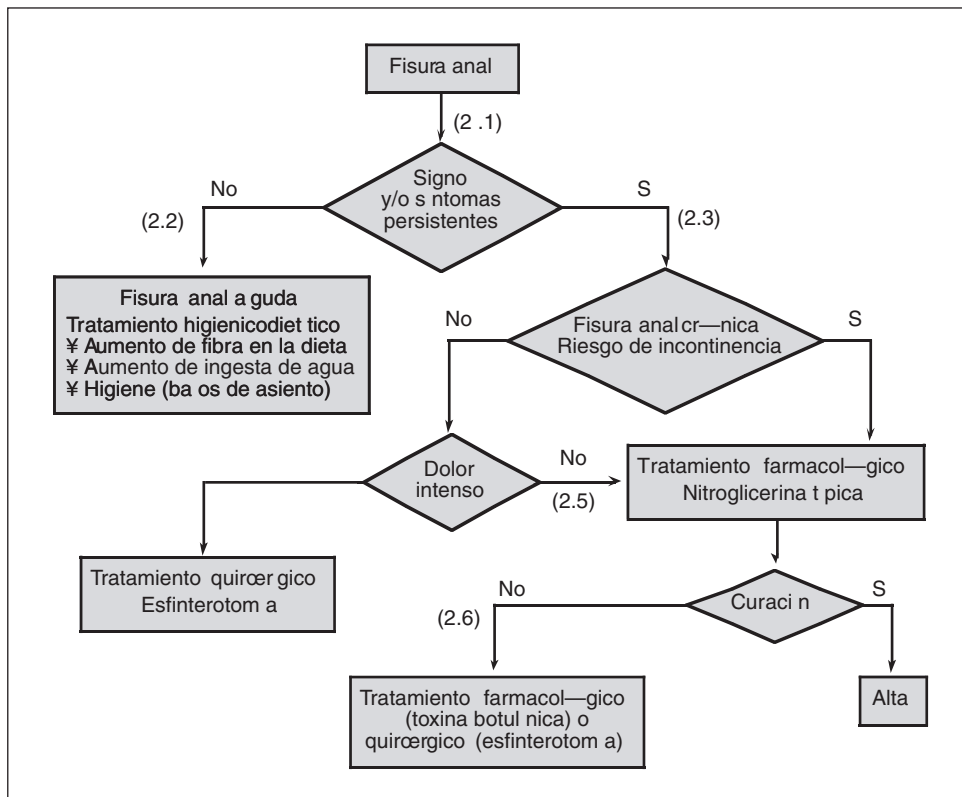 Fisura anal
(2 .1)
Signo
y/o s ntomas
persistentes
No
S
(2.2)
(2.3)
Fisura anal a guda
Tratamiento higienicodiet tico
¥ Aumento de fibra en la dieta
¥ Aumento de ingesta de agua
¥ Higiene (ba os de asiento)
No
Fisura anal cr—nica
Riesgo de incontinencia
S
Dolor
intenso
No
(2.5)
Tratamiento farmacol—gico
Nitroglicerina t pica
Tratamiento quirœr gico
Esfinterotom a
No
Curaci n
S
(2.6)
Tratamiento farmacol—gico
(toxina botul nica) o
quirœrgico (esfinterotom a)
Alta